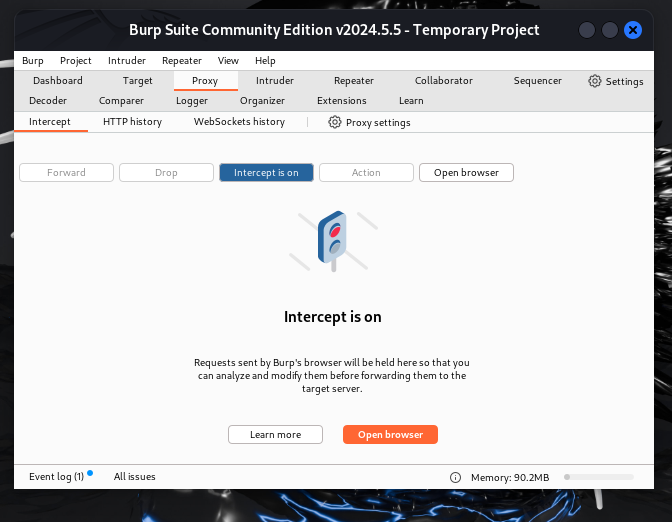 Burp Suite Community Edition v2024.5.5 - Temporary Project
Burp Project Intruder Repeater View Help
Dashboard Target Proxy Intruder Repeater Collaborator Sequencer Settings
Decoder Comparer Logger Organizer Extensions Learn
Intercept HTTP history WebSockets history Proxy settings
Forward Drop Intercept is on Action Open browser
Intercept is on
Requests sent by Burp's browser will be held here so that you
can analyze and modify them before forwarding them to the
target server.
Learn more Open browser
Event log (1) All issues Memory: 90.2MB